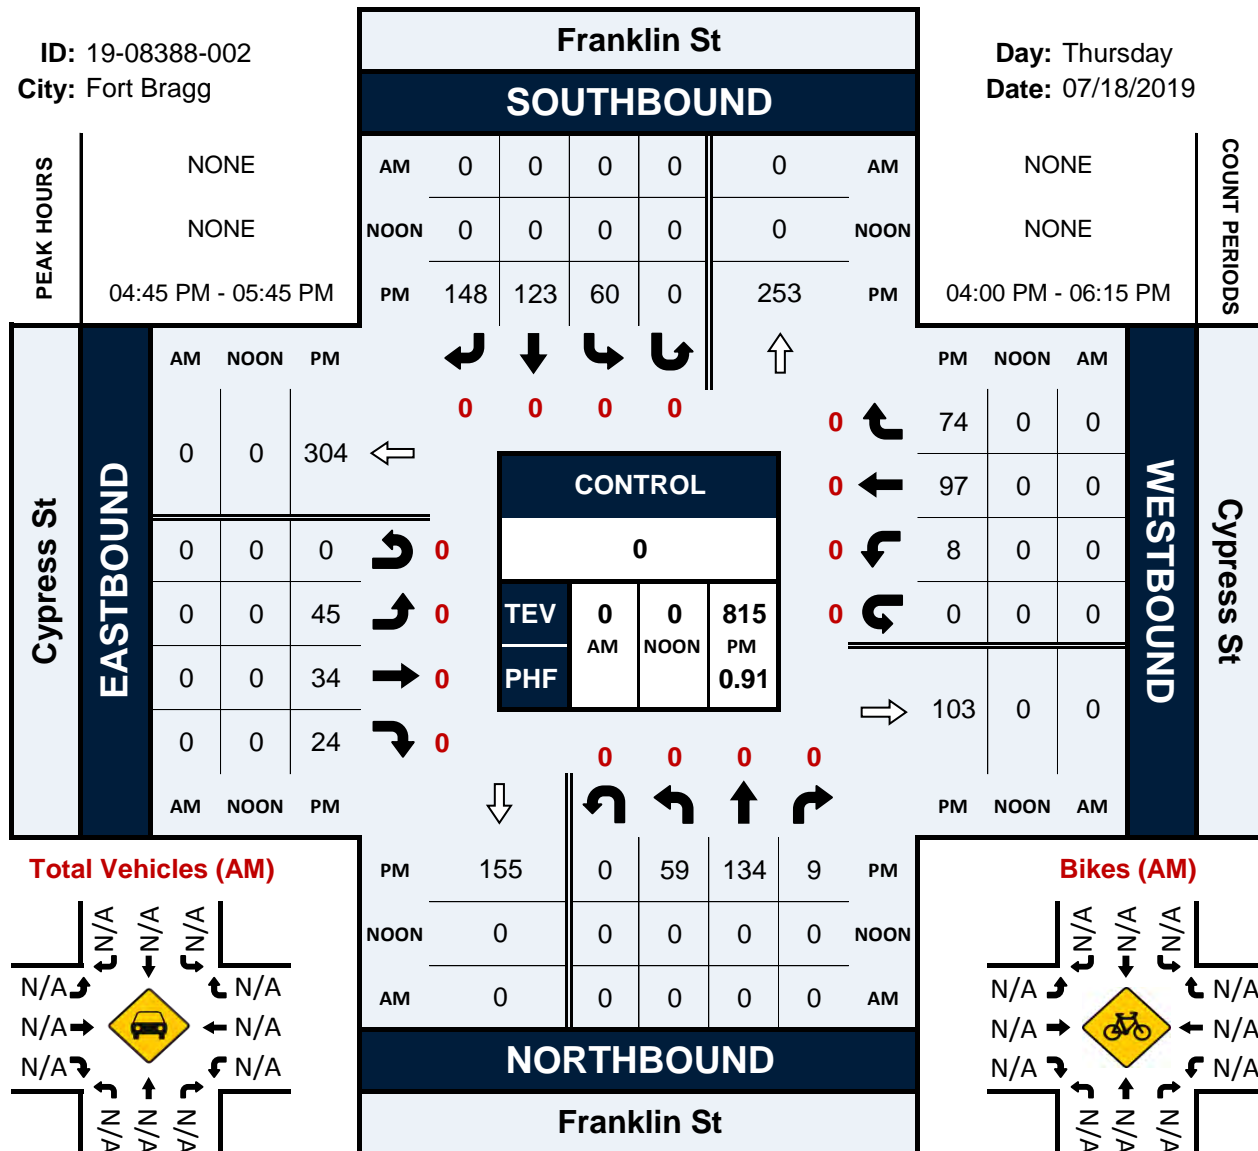 Franklin St
ID: 19-08388-002
Day: Thursday
City: Fort Bragg
Date: 07/18/2019
SOUTHBOUND
PEAK HOURS
NONE
AM 0 0 0 0 0 AM
NONE
COUNT PERIODS
NONE
NOON 0 0 0 0 0 NOON
NONE
04:45 PM - 05:45 PM
PM 148 123 60 0 253 PM
04:00 PM - 06:15 PM
AM NOON PM
PM NOON AM
0 0 0 0
0 74 0 0
0 0 304
0 97 0 0
CONTROL
Cypress St
EASTBOUND
WESTBOUND
Cypress St
0 0 0 0
0
0 8 0 0
0 0 45 0
TEV 0 0 815
AM NOON PM
0 0 0 0
0 0 34 0
PHF 0.91
103 0 0
0 0 24 0
0 0 0 0
AM NOON PM
PM NOON AM
Total Vehicles (AM)
PM 155 0 59 134 9 PM
Bikes (AM)
NOON 0 0 0 0 0 NOON
AM 0 0 0 0 0 AM
N/A N/A N/A
N/A N/A N/A
N/A N/A
N/A N/A
N/A N/A
N/A N/A
N/A N/A
N/A N/A
NORTHBOUND
N/A N/A N/A
N/A N/A N/A
Franklin St